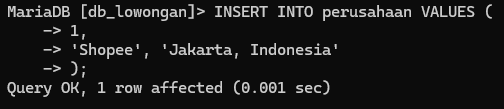 MariaDB [db_lowongan]> INSERT INTO perusahaan VALUES (
    -> 1,
    -> 'Shopee', 'Jakarta, Indonesia'
    -> );
Query OK, 1 row affected (0.001 sec)